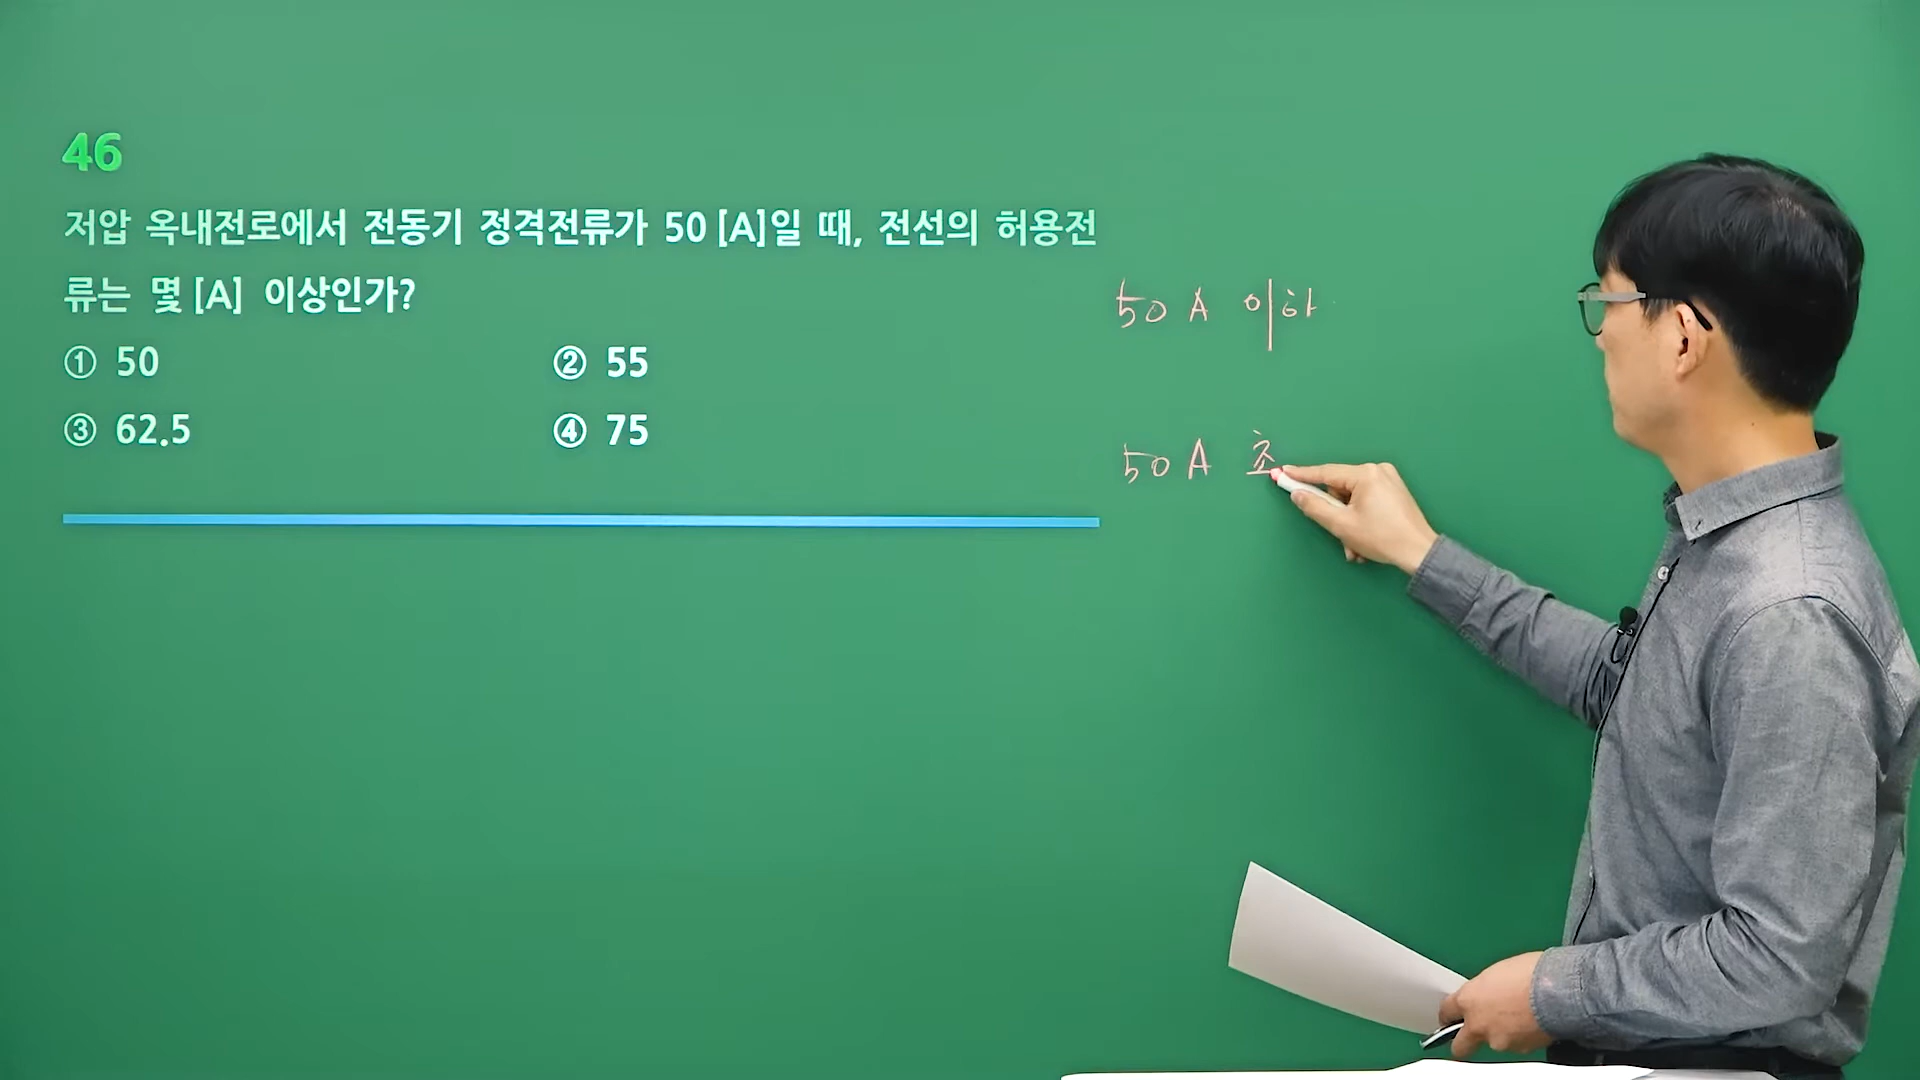 46
저압 옥내전로에서 전동기 정격전류가 50 [A]일 때, 전선의 허용전
류는 몇 [A] 이상인가?
① 50 ② 55
③ 62.5 ④ 75
50 A 이하
50 A 초